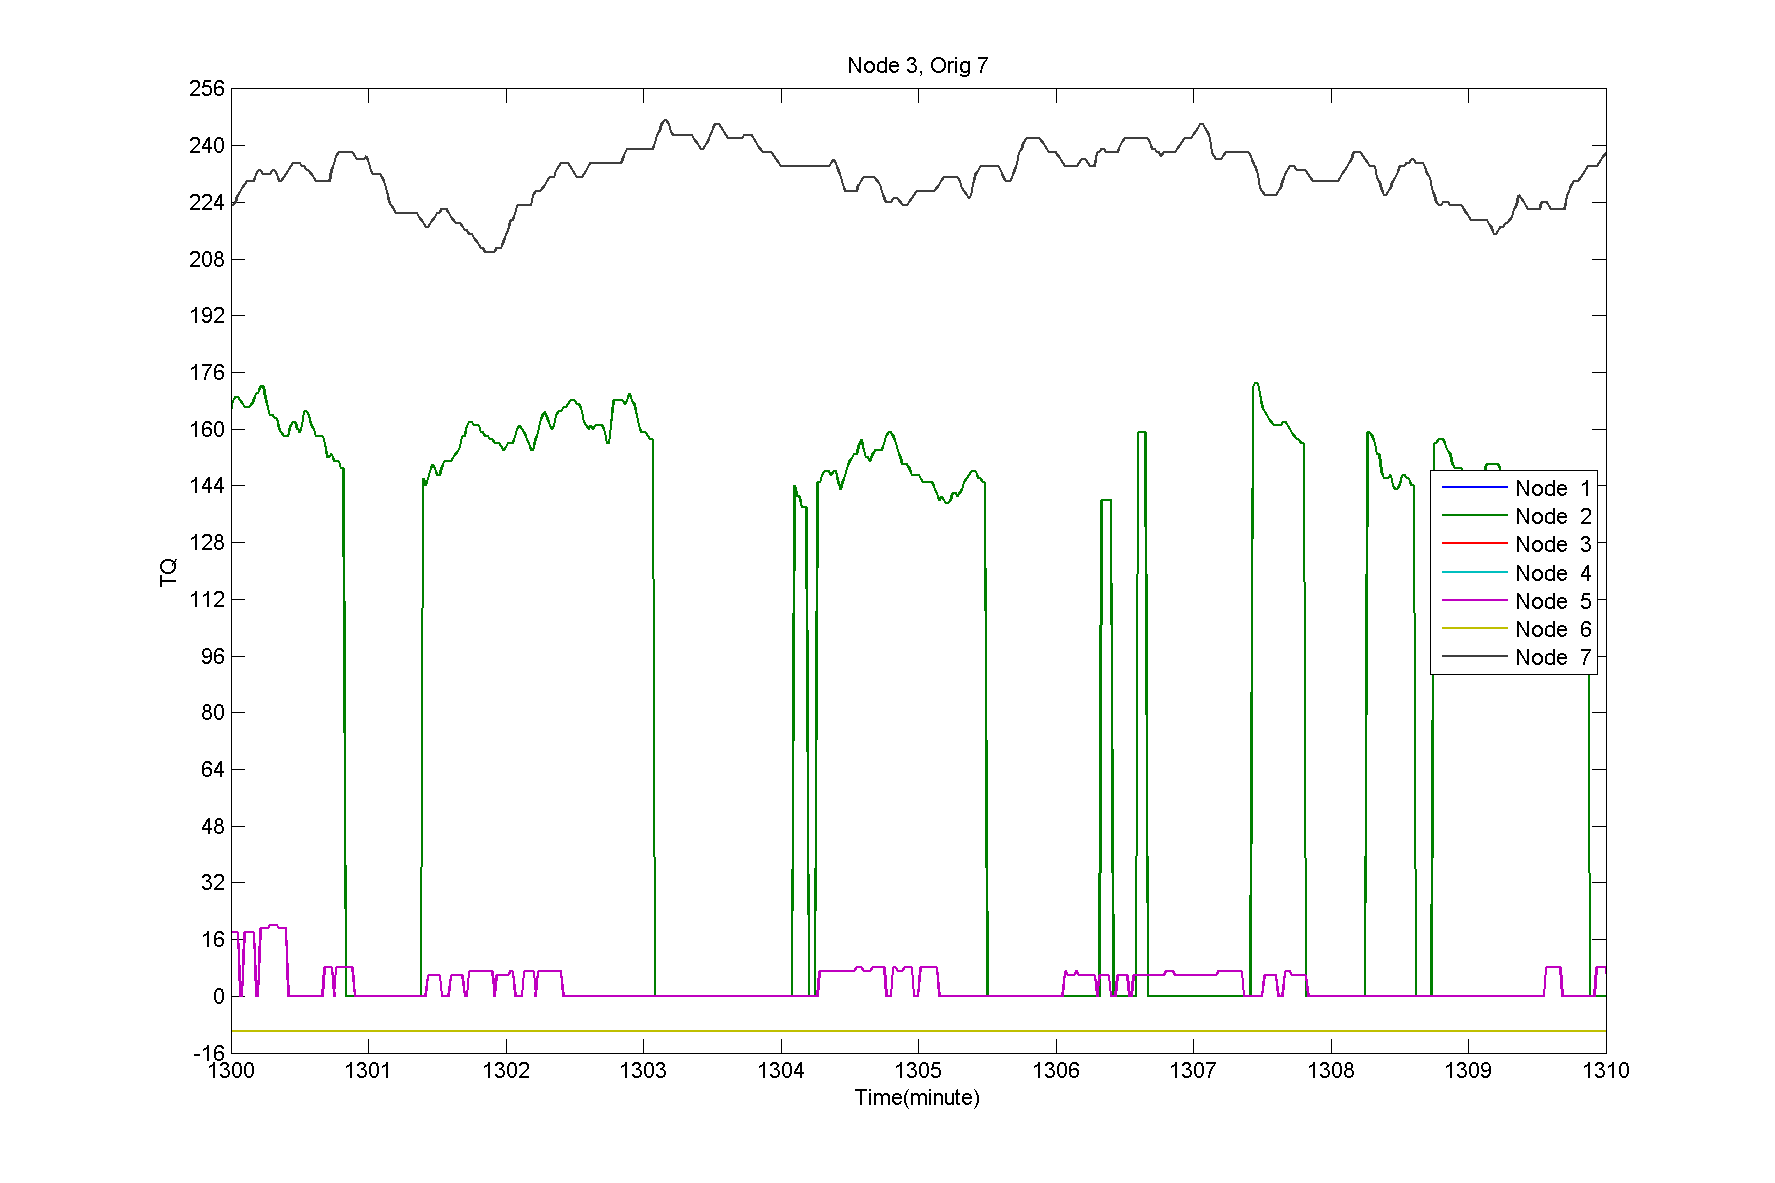 Node 3, Orig 7
256
240
224
208
192
176
160
144
128
112
96
80
64
48
32
16
0
-16
TQ
Node 1
Node 2
Node 3
Node 4
Node 5
Node 6
Node 7
1300 1301 1302 1303 1304 1305 1306 1307 1308 1309 1310
Time(minute)